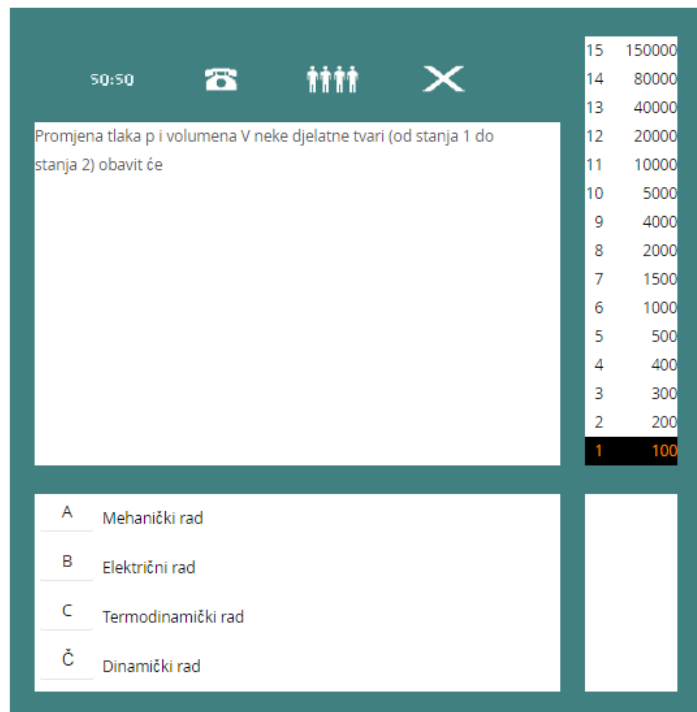 50:50
Promjena tlaka p i volumena V neke djelatne tvari (od stanja 1 do
stanja 2) obavit će
15 150000
14 80000
13 40000
12 20000
11 10000
10 5000
9 4000
8 2000
7 1500
6 1000
5 500
4 400
3 300
2 200
1 100
A Mehanički rad
B Električni rad
C Termodinamički rad
Č Dinamički rad